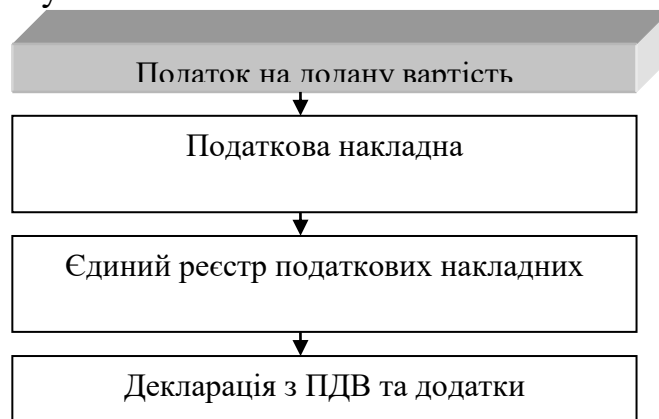 Податок на додану вартість
Податкова накладна
Єдиний реєстр податкових накладних
Декларація з ПДВ та додатки